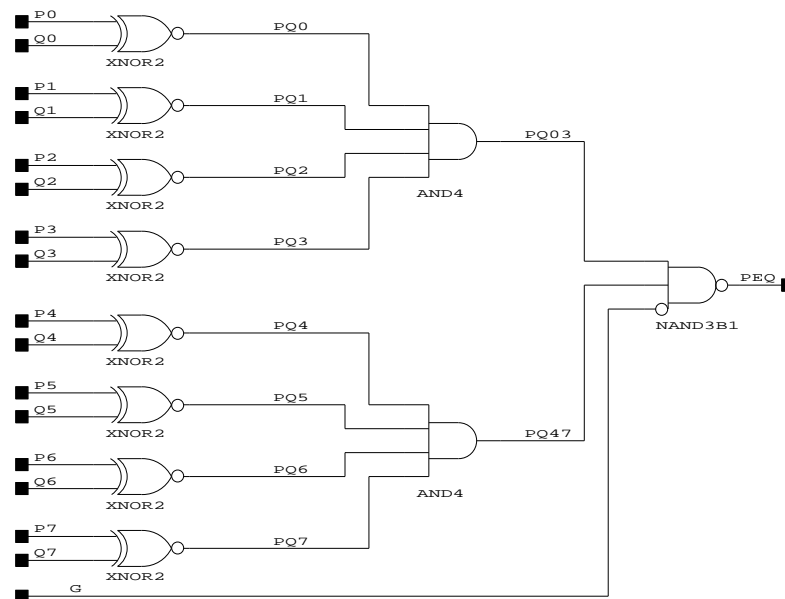 P0
PQ0
Q0
XNOR2
P1
PQ1
Q1
XNOR2
PQ03
P2
PQ2
Q2
AND4
XNOR2
P3
PQ3
Q3
XNOR2
PEQ
P4
NAND3B1
PQ4
Q4
XNOR2
P5
PQ5
Q5
XNOR2
PQ47
P6
PQ6
Q6
AND4
XNOR2
P7
PQ7
Q7
XNOR2
G